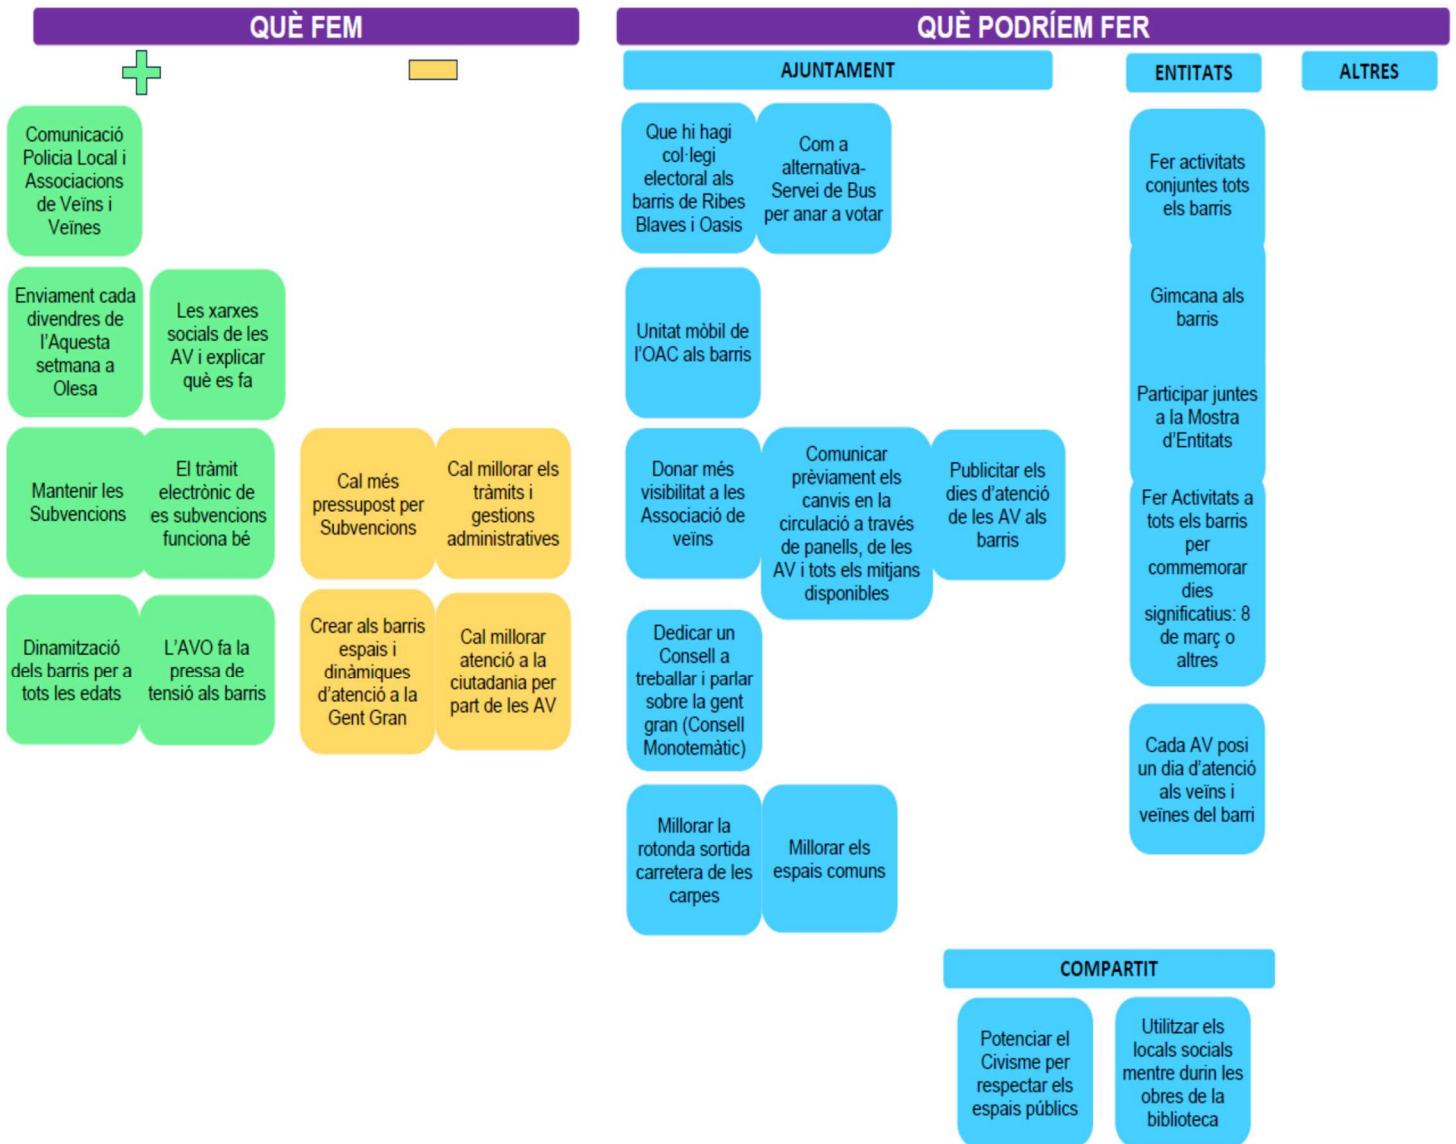 QUÈ FEM
Comunicació
Policia Local i
Associacions
de Veïns i
Veïnes
Enviament cada
divendres de
l'Aquesta
setmana a
Olesa
Les xarxes
socials de les
AV i explicar
què es fa
Mantenir les
Subvencions
El tràmit
electrònic de
les subvencions
funciona bé
Cal més
pressupost per
Subvencions
Cal millorar els
tràmits i
gestions
administratives
Dinamització
dels barris per a
tots les edats
L'AVO fa la
pressa de
tensió als barris
Crear als barris
espais i
dinàmiques
d'atenció a la
Gent Gran
Cal millorar
atenció a la
ciutadania per
part de les AV
QUÈ PODRÍEM FER
AJUNTAMENT
Que hi hagi
col·legi
electoral als
barris de Ribes
Blaves i Oasis
Com a
alternativa-
Servei de Bus
per anar a votar
Unitat mòbil de
l'OAC als barris
Donar més
visibilitat a les
Associació de
veïns
Comunicar
prèviament els
canvis en la
circulació a través
de panells, de les
AV i tots els mitjans
disponibles
Publicitar els
dies d'atenció
de les AV als
barris
Dedicar un
Consell a
treballar i parlar
sobre la gent
gran (Consell
Monotemàtic)
Millorar la
rotonda sortida
carretera de les
carpes
Millorar els
espais comuns
ENTITATS
Fer activitats
conjuntes tots
els barris
Gimcana als
barris
Participar juntes
a la Mostra
d'Entitats
Fer Activitats a
tots els barris
per
commemorar
dies
significatius: 8
de març o
altres
Cada AV posi
un dia d'atenció
als veïns i
veïnes del barri
ALTRES
COMPARTIT
Potenciar el
Civisme per
respectar els
espais públics
Utilitzar els
locals socials
mentre durin les
obres de la
biblioteca